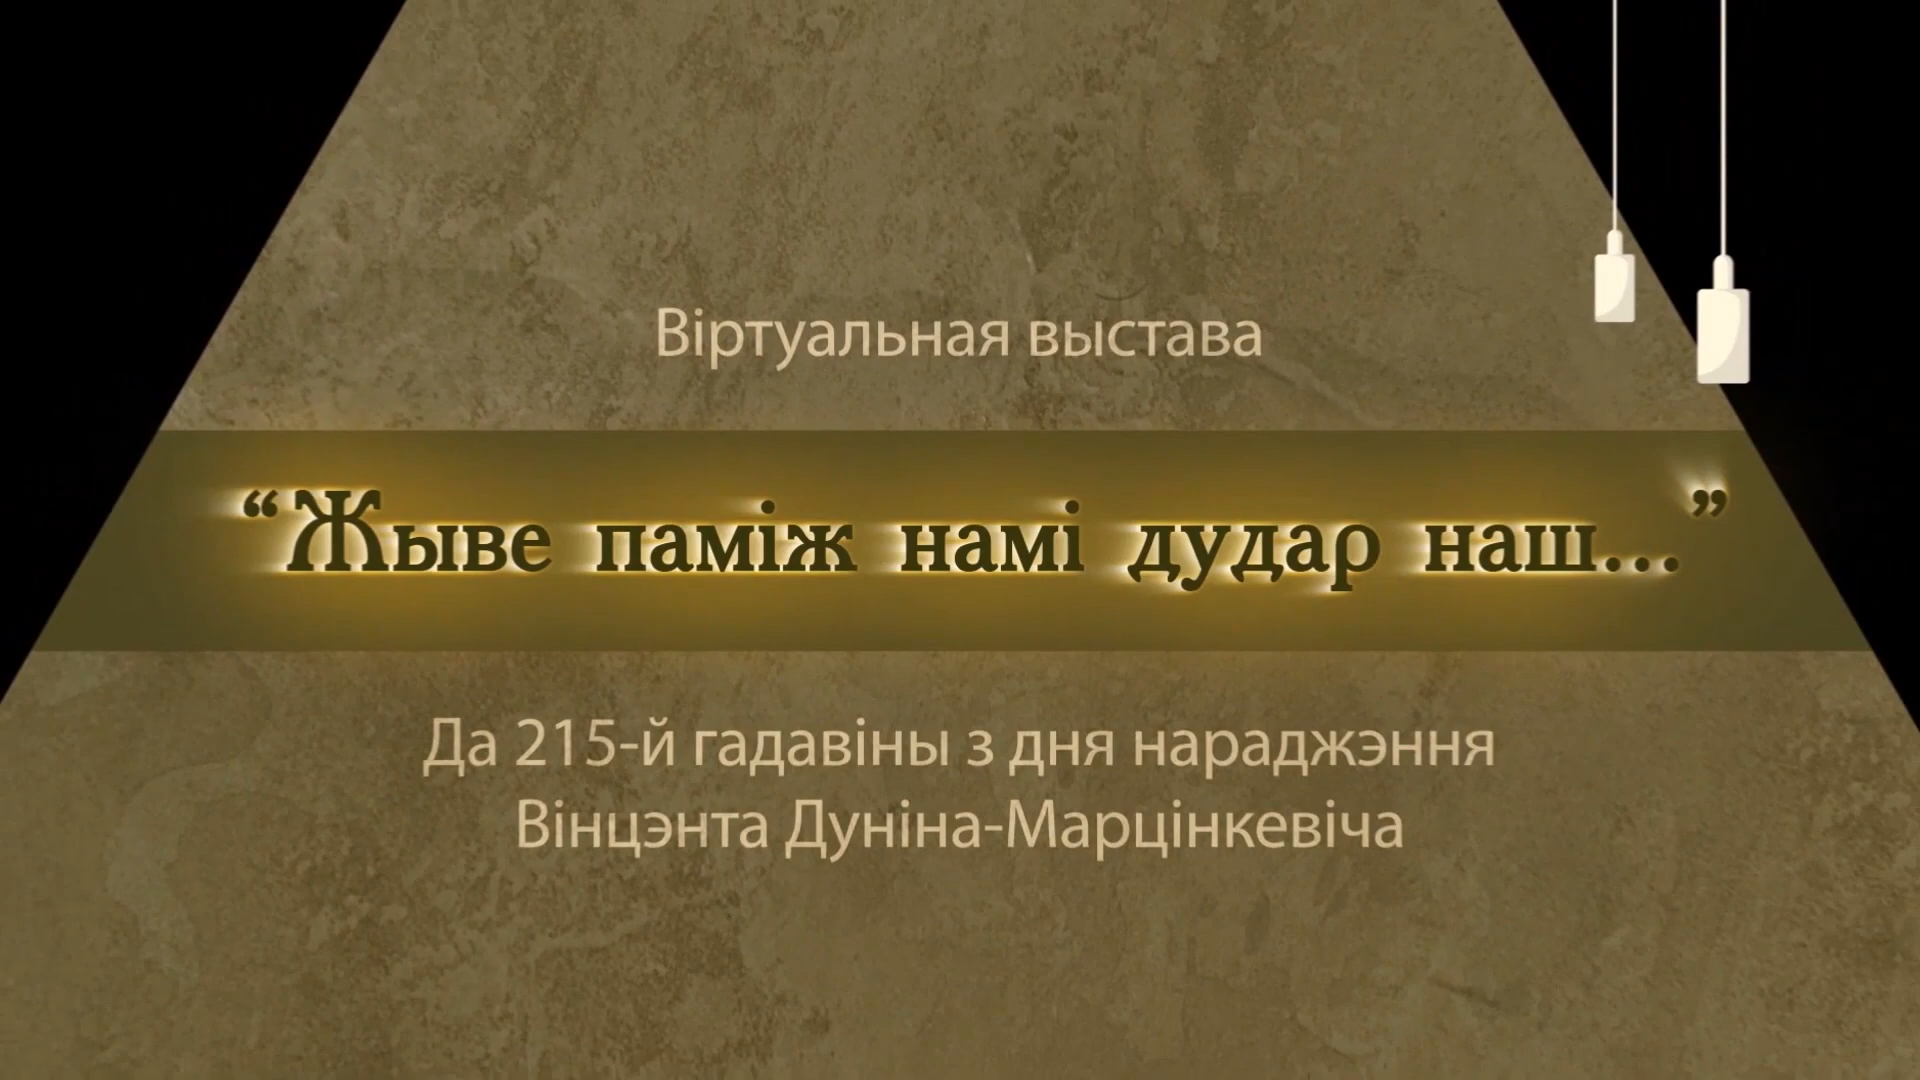 Віртуальная выстава
“Жыве паміж намі дудар наш...”
Да 215-й гадавіны з дня нараджэння
Вінцэнта Дуніна-Марцінкевіча